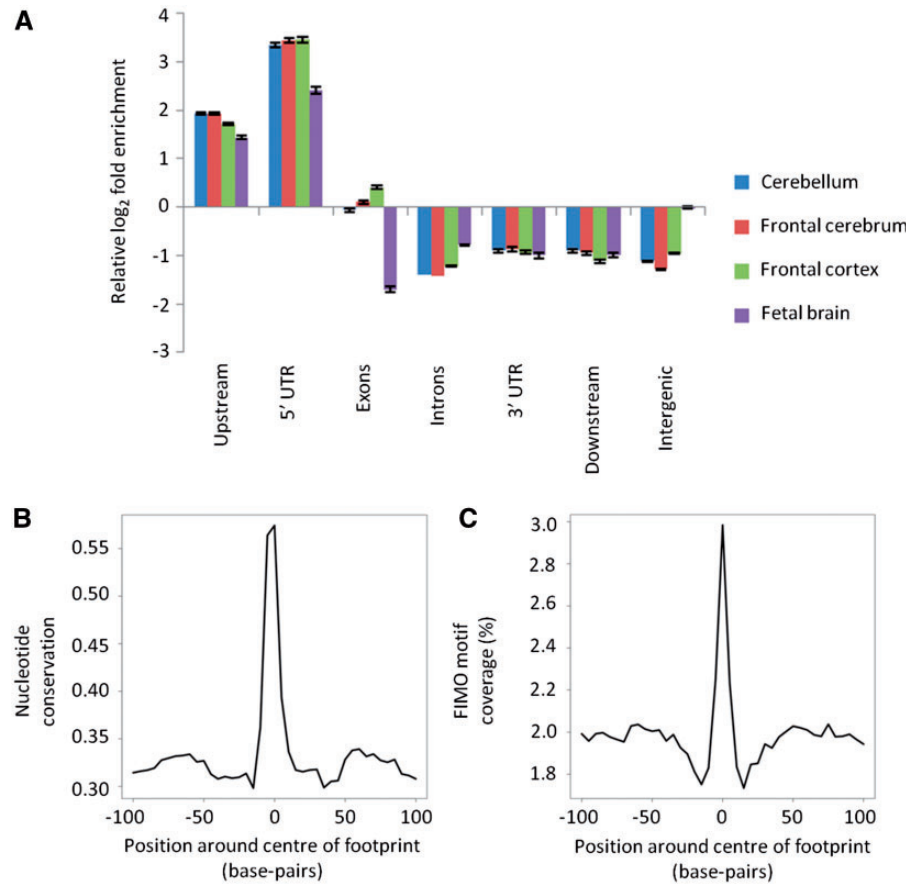 A
Relative log2 fold enrichment
4
3
2
1
0
-1
-2
-3
Upstream
5' UTR
Exons
Introns
3' UTR
Downstream
Intergenic
Cerebellum
Frontal cerebrum
Frontal cortex
Fetal brain
B
Nucleotide
conservation
0.55
0.50
0.45
0.40
0.35
0.30
-100 -50 0 50 100
Position around centre of footprint
(base-pairs)
C
FIMO motif
coverage (%)
3.0
2.8
2.6
2.4
2.2
2.0
1.8
-100 -50 0 50 100
Position around centre of footprint
(base-pairs)